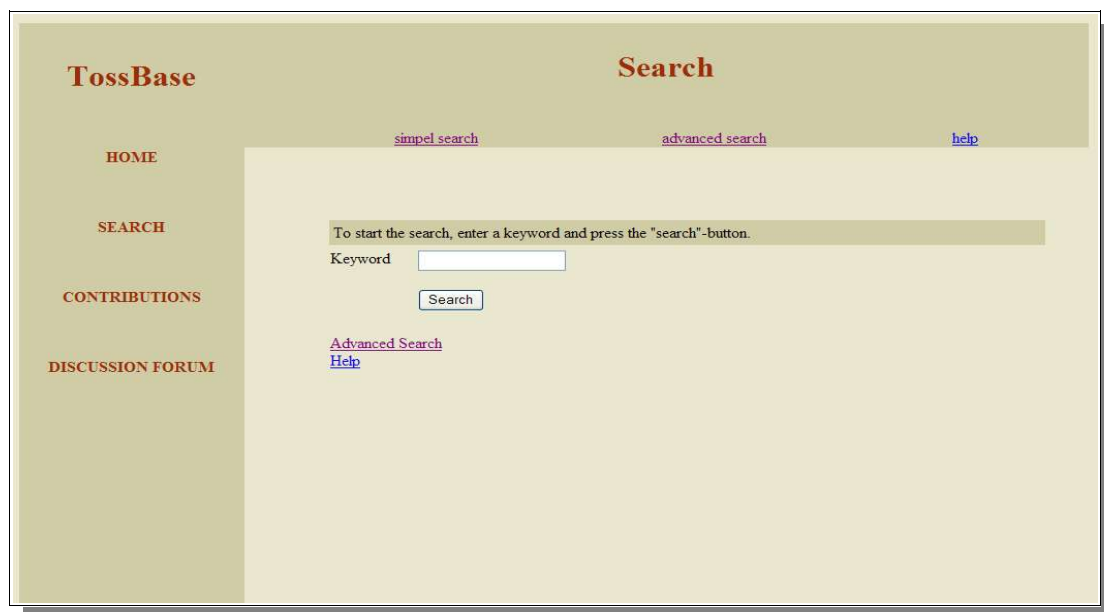 TossBase
Search
simpel search advanced search help
HOME
SEARCH
CONTRIBUTIONS
DISCUSSION FORUM
To start the search, enter a keyword and press the "search"-button.
Keyword
Search
Advanced Search
Help